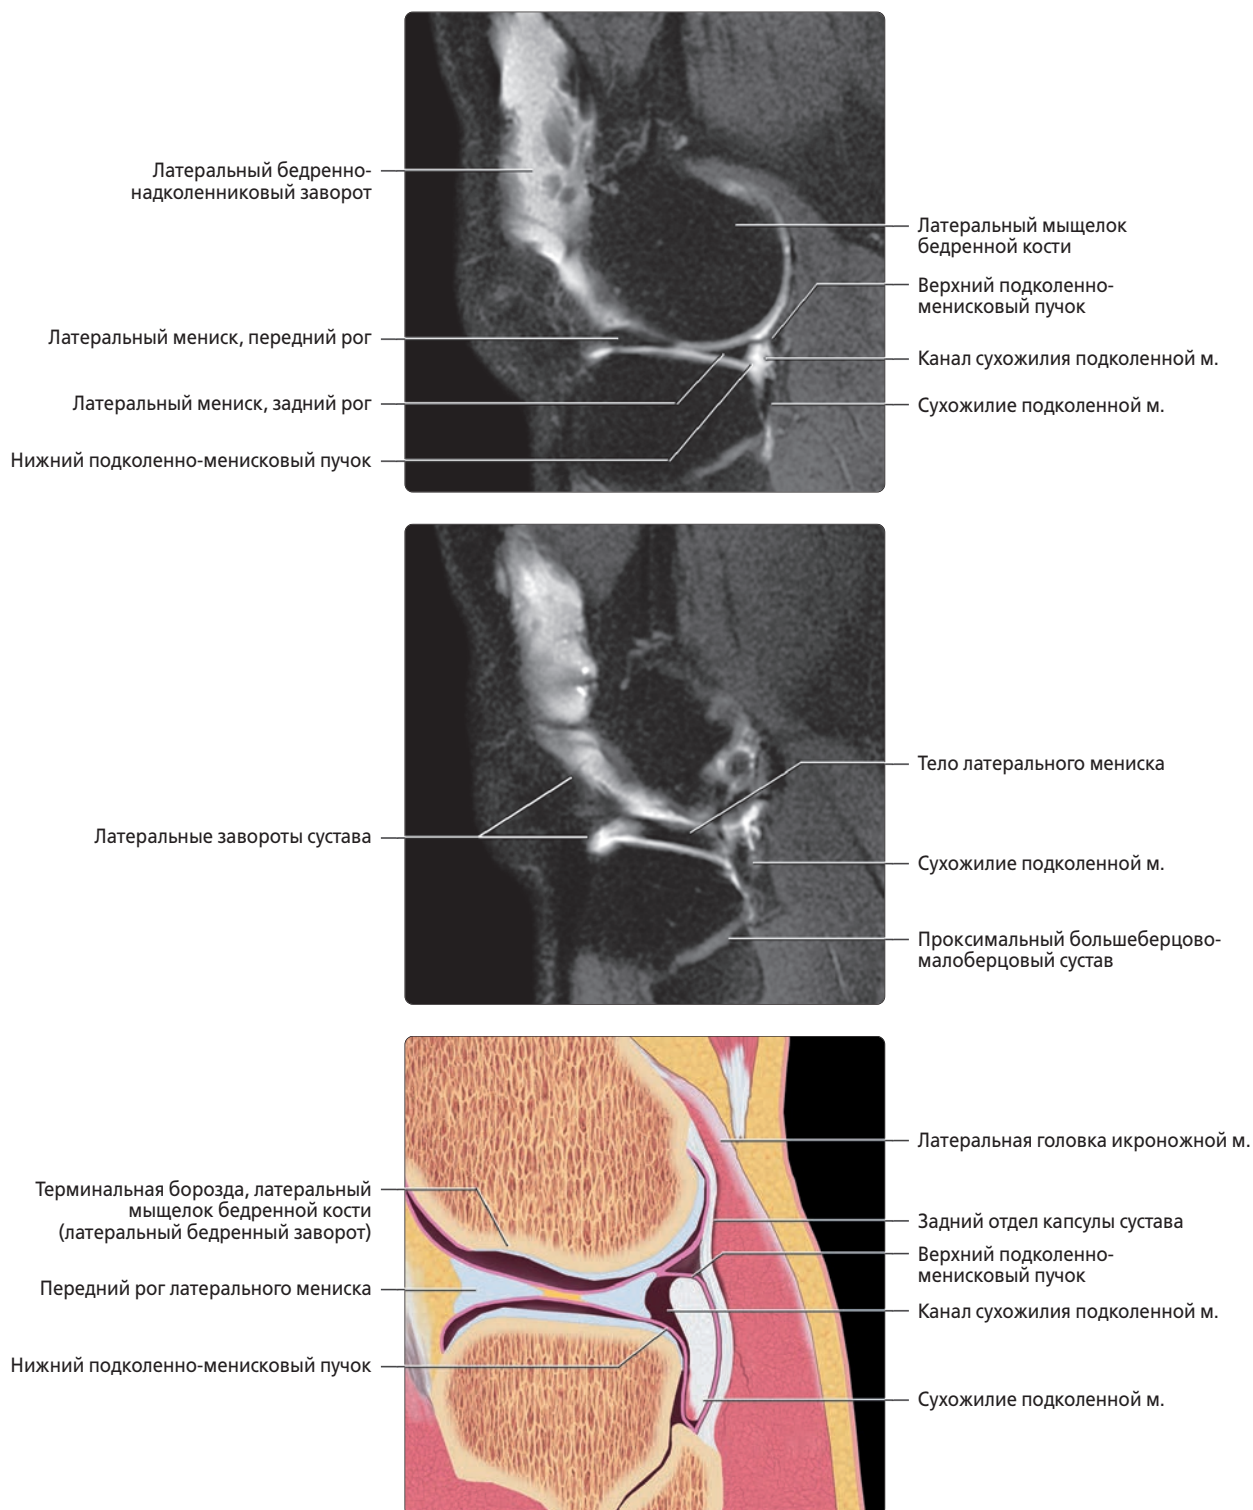 Латеральный бедренно-
надколенниковый заворот
Латеральный мениск, передний рог
Латеральный мениск, задний рог
Нижний подколенно-менисковый пучок
Латеральный мыщелок
бедренной кости
Верхний подколенно-
менисковый пучок
Канал сухожилия подколенной м.
Сухожилие подколенной м.
Латеральные завороты сустава
Тело латерального мениска
Сухожилие подколенной м.
Проксимальный большеберцово-
малоберцовый сустав
Терминальная борозда, латеральный
мыщелок бедренной кости
(латеральный бедренный заворот)
Передний рог латерального мениска
Нижний подколенно-менисковый пучок
Латеральная головка икроножной м.
Задний отдел капсулы сустава
Верхний подколенно-
менисковый пучок
Канал сухожилия подколенной м.
Сухожилие подколенной м.